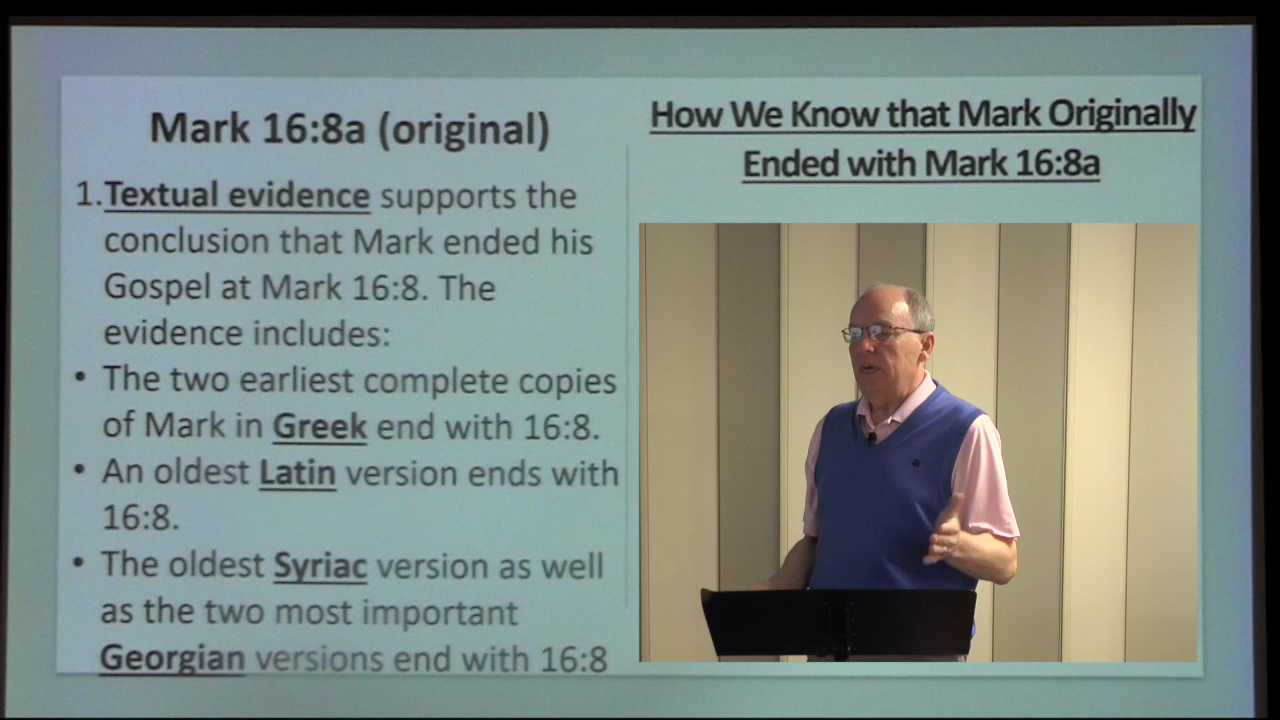 Mark 16:8a (original)
1.Textual evidence supports the
conclusion that Mark ended his
Gospel at Mark 16:8. The
evidence includes:
• The two earliest complete copies
of Mark in Greek end with 16:8.
• An oldest Latin version ends with
16:8.
• The oldest Syriac version as well
as the two most important
Georgian versions end with 16:8
How We Know that Mark Originally
Ended with Mark 16:8a